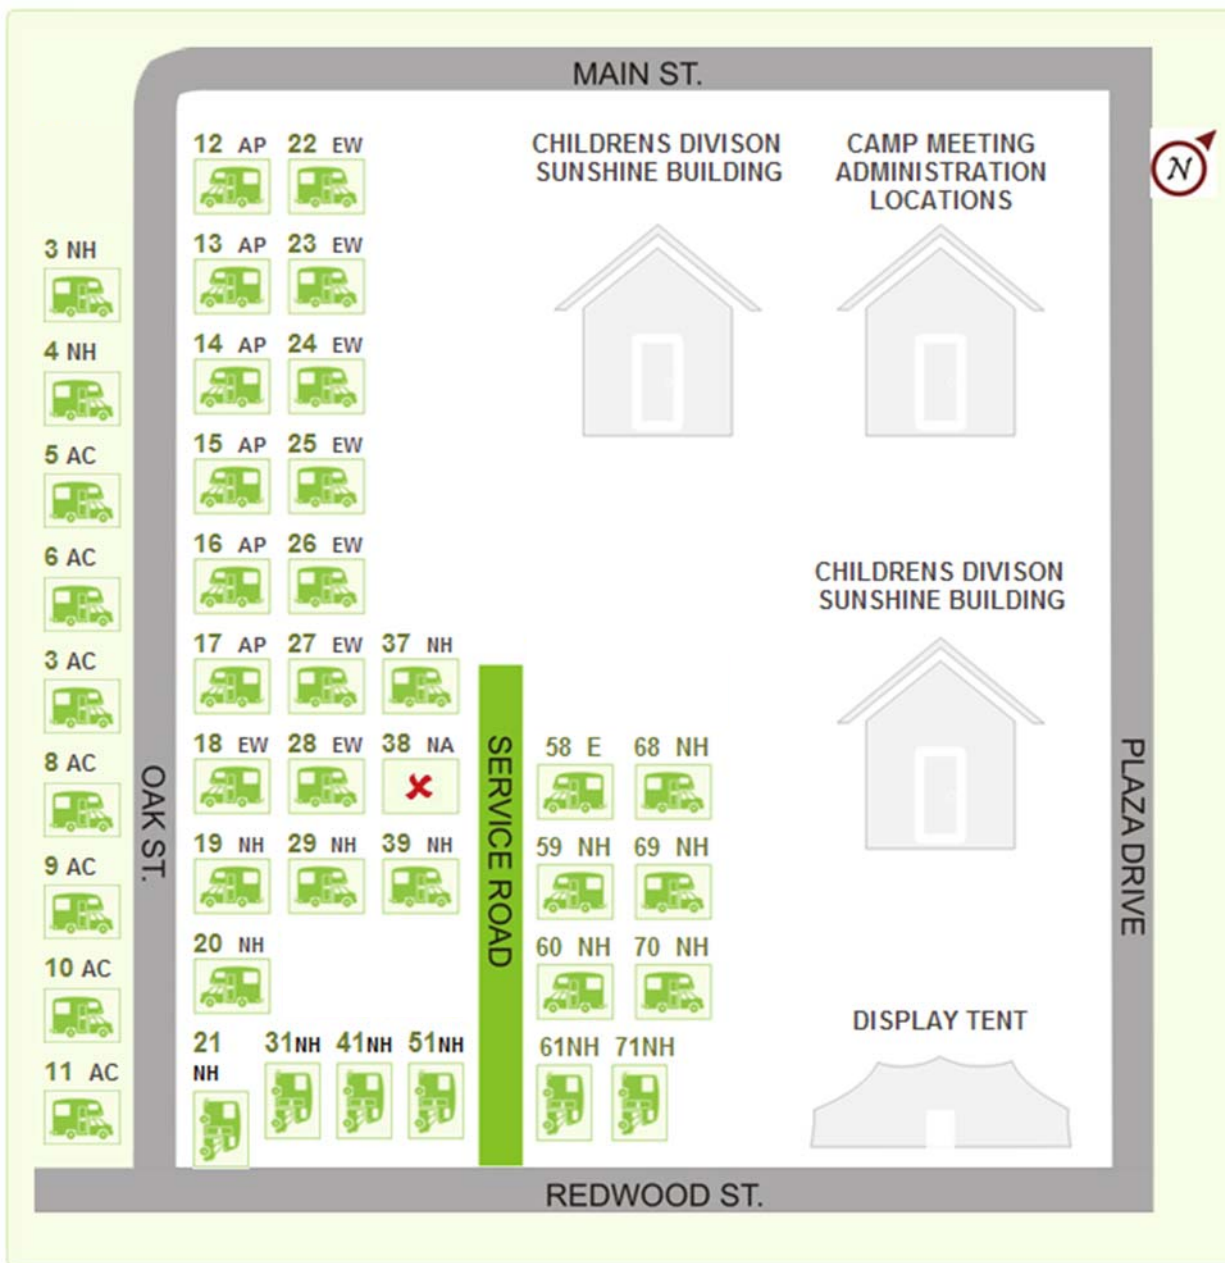 MAIN ST.
N
12 AP 22 EW
CHILDRENS DIVISON
SUNSHINE BUILDING
CAMP MEETING
ADMINISTRATION
LOCATIONS
13 AP 23 EW
3 NH
14 AP 24 EW
4 NH
15 AP 25 EW
5 AC
16 AP 26 EW
6 AC
CHILDRENS DIVISON
SUNSHINE BUILDING
17 AP 27 EW 37 NH
3 AC
18 EW 28 EW 38 NA
58 E 68 NH
8 AC
OAK ST.
SERVICE ROAD
PLAZA DRIVE
19 NH 29 NH 39 NH
59 NH 69 NH
9 AC
20 NH
60 NH 70 NH
10 AC
DISPLAY TENT
21
NH
31NH 41NH 51NH
61NH 71NH
11 AC
REDWOOD ST.